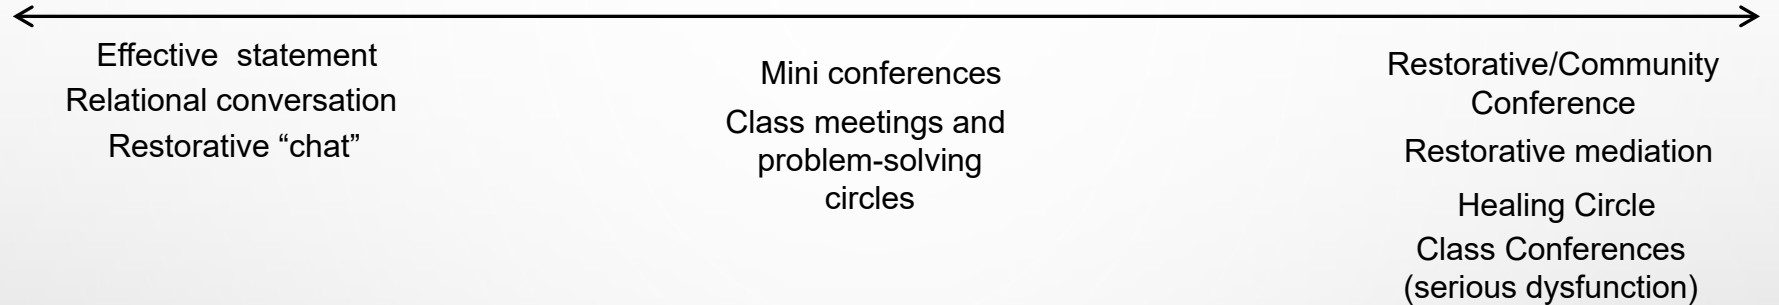 Effective  statement
Relational conversation
Restorative “chat”
Mini conferences
Class meetings and
problem-solving
circles
Restorative/Community
Conference
Restorative mediation
Healing Circle
Class Conferences
(serious dysfunction)